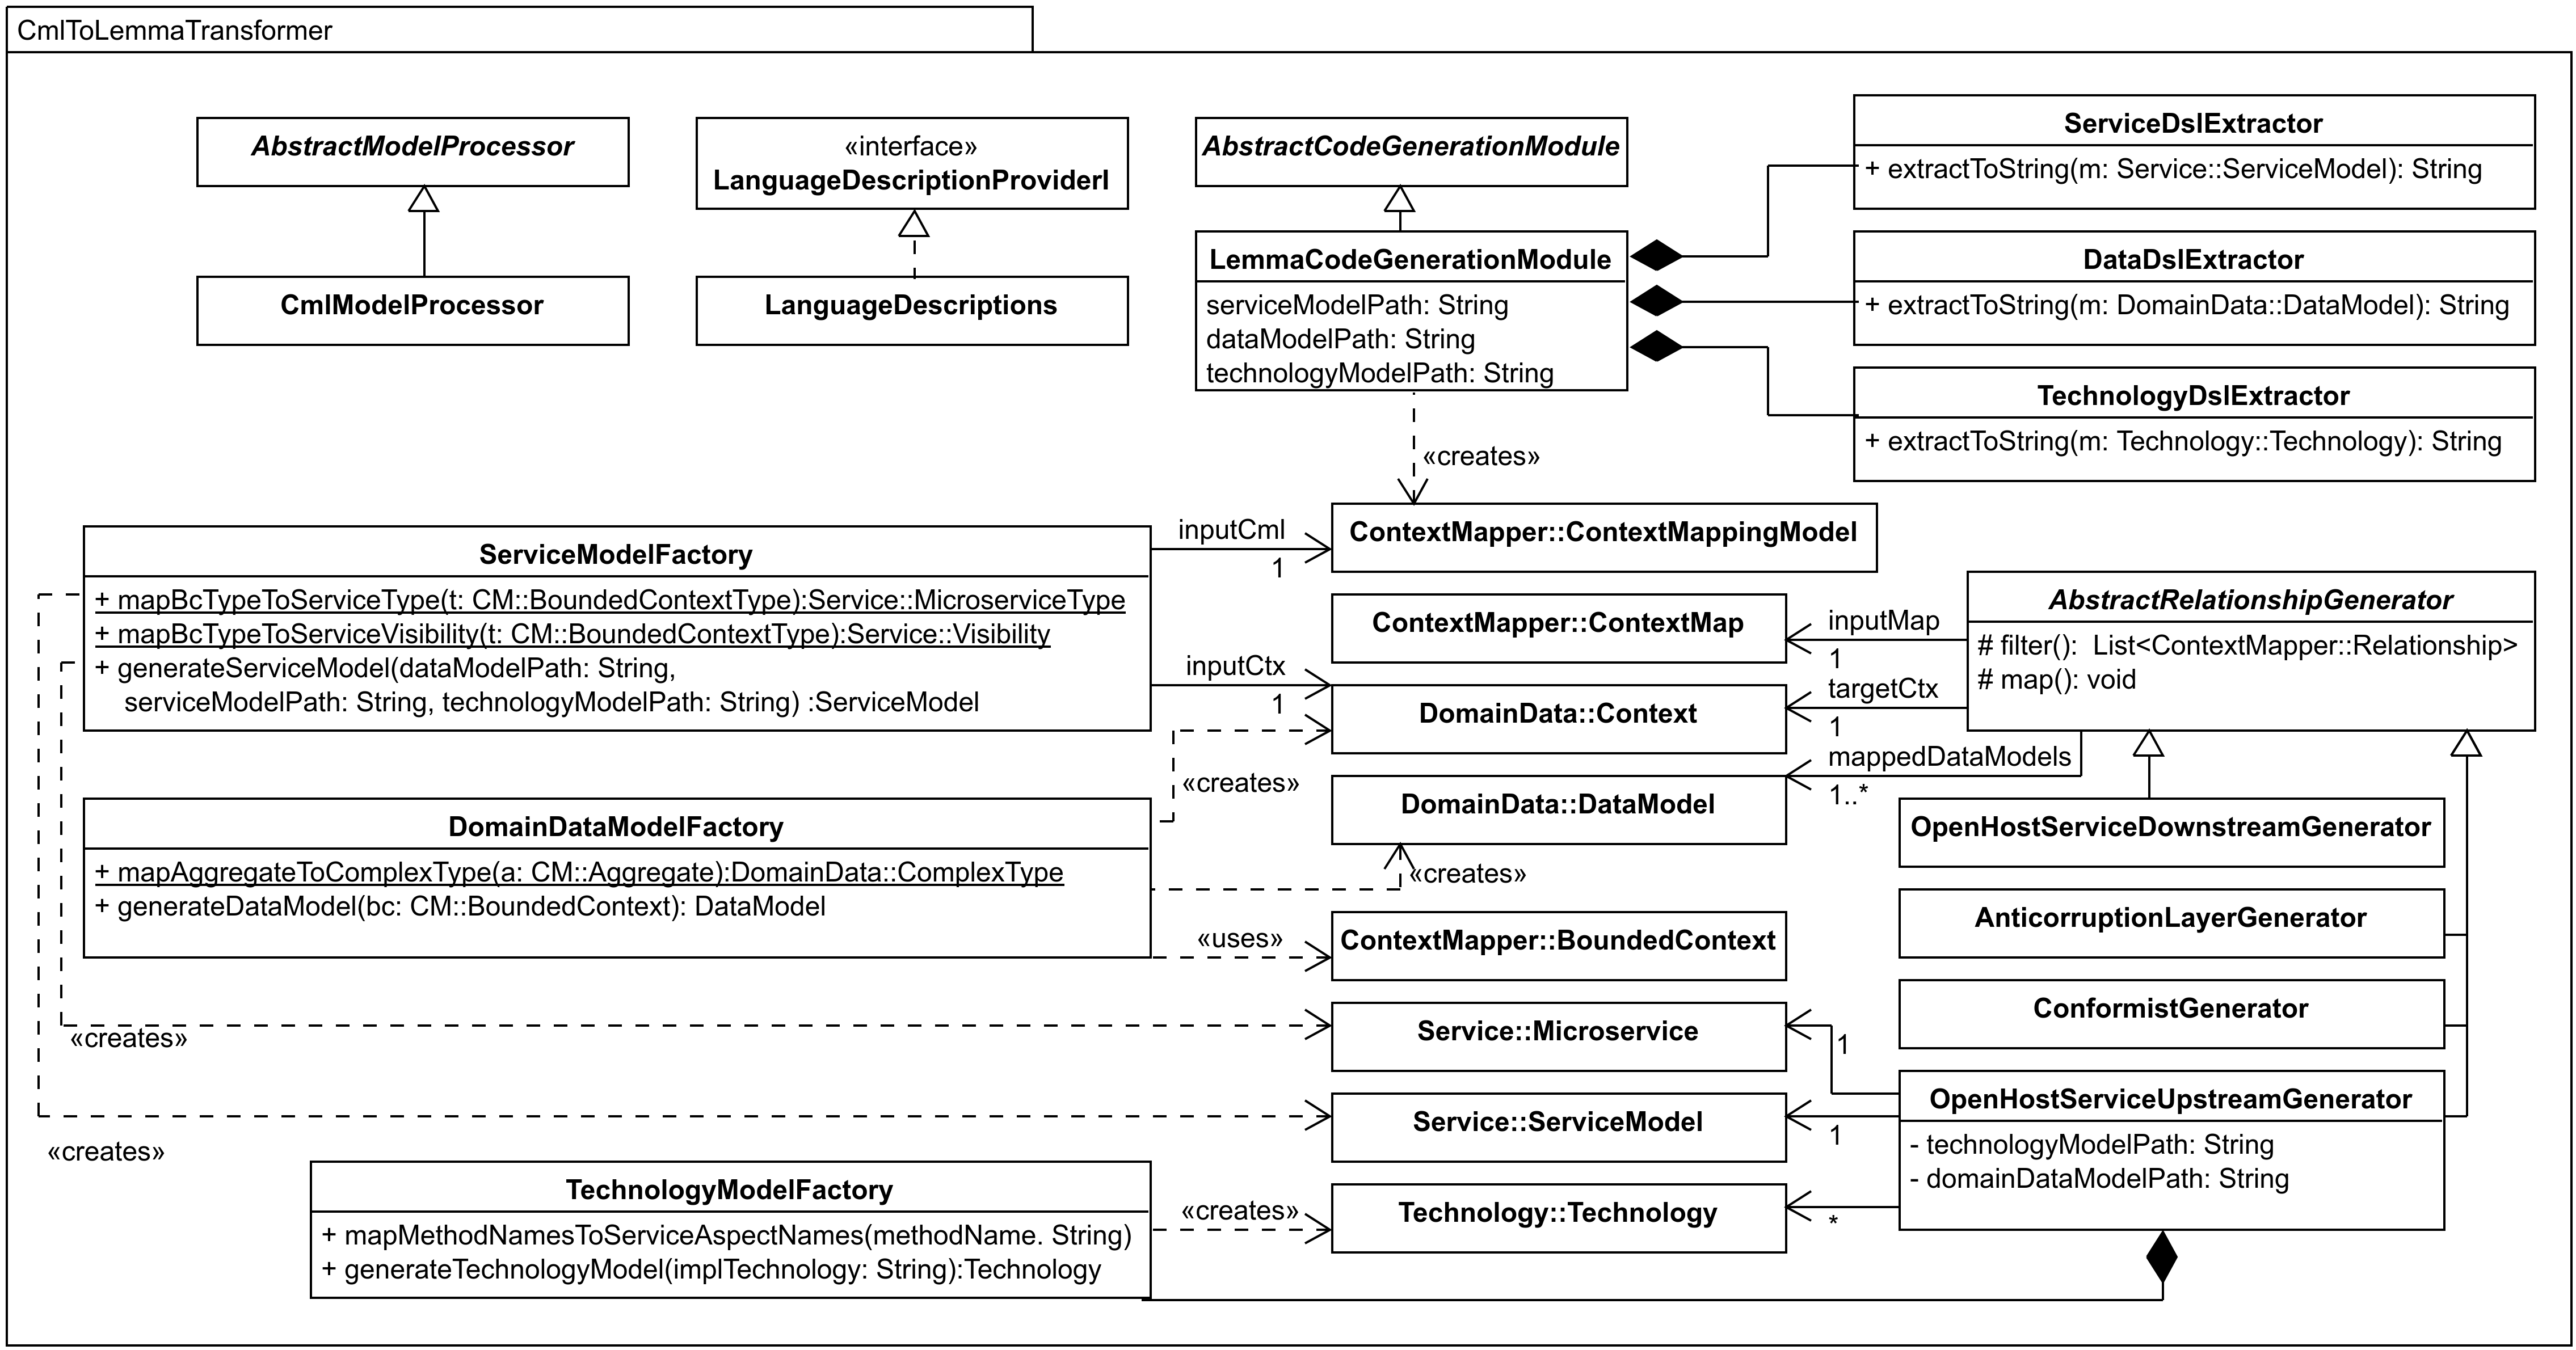 CmlToLemmaTransformer
AbstractModelProcessor
CmlModelProcessor
«interface»
LanguageDescriptionProviderI
LanguageDescriptions
AbstractCodeGenerationModule
LemmaCodeGenerationModule
serviceModelPath: String
dataModelPath: String
technologyModelPath: String
«creates»
ServiceDslExtractor
+ extractToString(m: Service::ServiceModel): String
DataDslExtractor
+ extractToString(m: DomainData::DataModel): String
TechnologyDslExtractor
+ extractToString(m: Technology::Technology): String
ServiceModelFactory
+ mapBcTypeToServiceType(t: CM::BoundedContextType):Service::MicroserviceType
+ mapBcTypeToServiceVisibility(t: CM::BoundedContextType):Service::Visibility
+ generateServiceModel(dataModelPath: String,
serviceModelPath: String, technologyModelPath: String) :ServiceModel
inputCml
1
inputCtx
1
«creates»
DomainDataModelFactory
+ mapAggregateToComplexType(a: CM::Aggregate):DomainData::ComplexType
+ generateDataModel(bc: CM::BoundedContext): DataModel
«creates»
«uses»
«creates»
«creates»
TechnologyModelFactory
+ mapMethodNamesToServiceAspectNames(methodName. String)
+ generateTechnologyModel(implTechnology: String):Technology
«creates»
ContextMapper::ContextMappingModel
ContextMapper::ContextMap
DomainData::Context
DomainData::DataModel
ContextMapper::BoundedContext
Service::Microservice
Service::ServiceModel
Technology::Technology
inputMap
1
targetCtx
1
mappedDataModels
1..*
1
1
*
AbstractRelationshipGenerator
# filter():  List<ContextMapper::Relationship>
# map(): void
OpenHostServiceDownstreamGenerator
AnticorruptionLayerGenerator
ConformistGenerator
OpenHostServiceUpstreamGenerator
- technologyModelPath: String
- domainDataModelPath: String